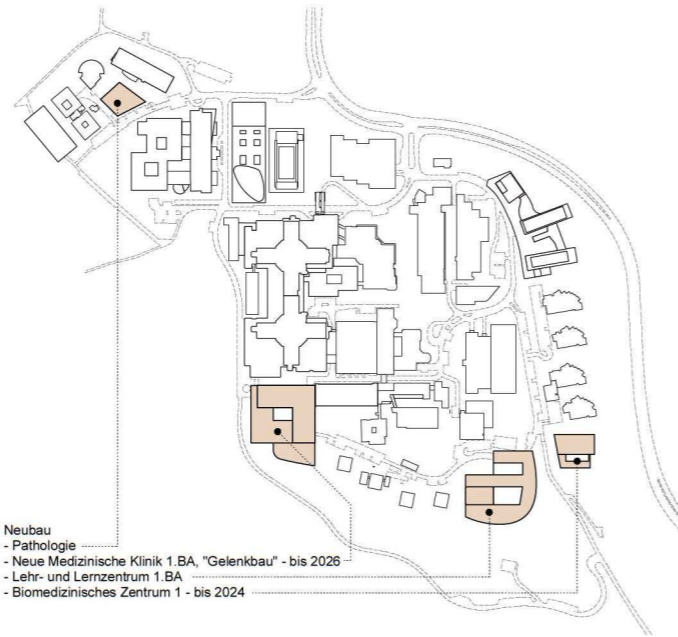 Neubau
- Pathologie
- Neue Medizinische Klinik 1.BA, "Gelenkbau" - bis 2026
- Lehr- und Lernzentrum 1.BA
- Biomedizinisches Zentrum 1 - bis 2024